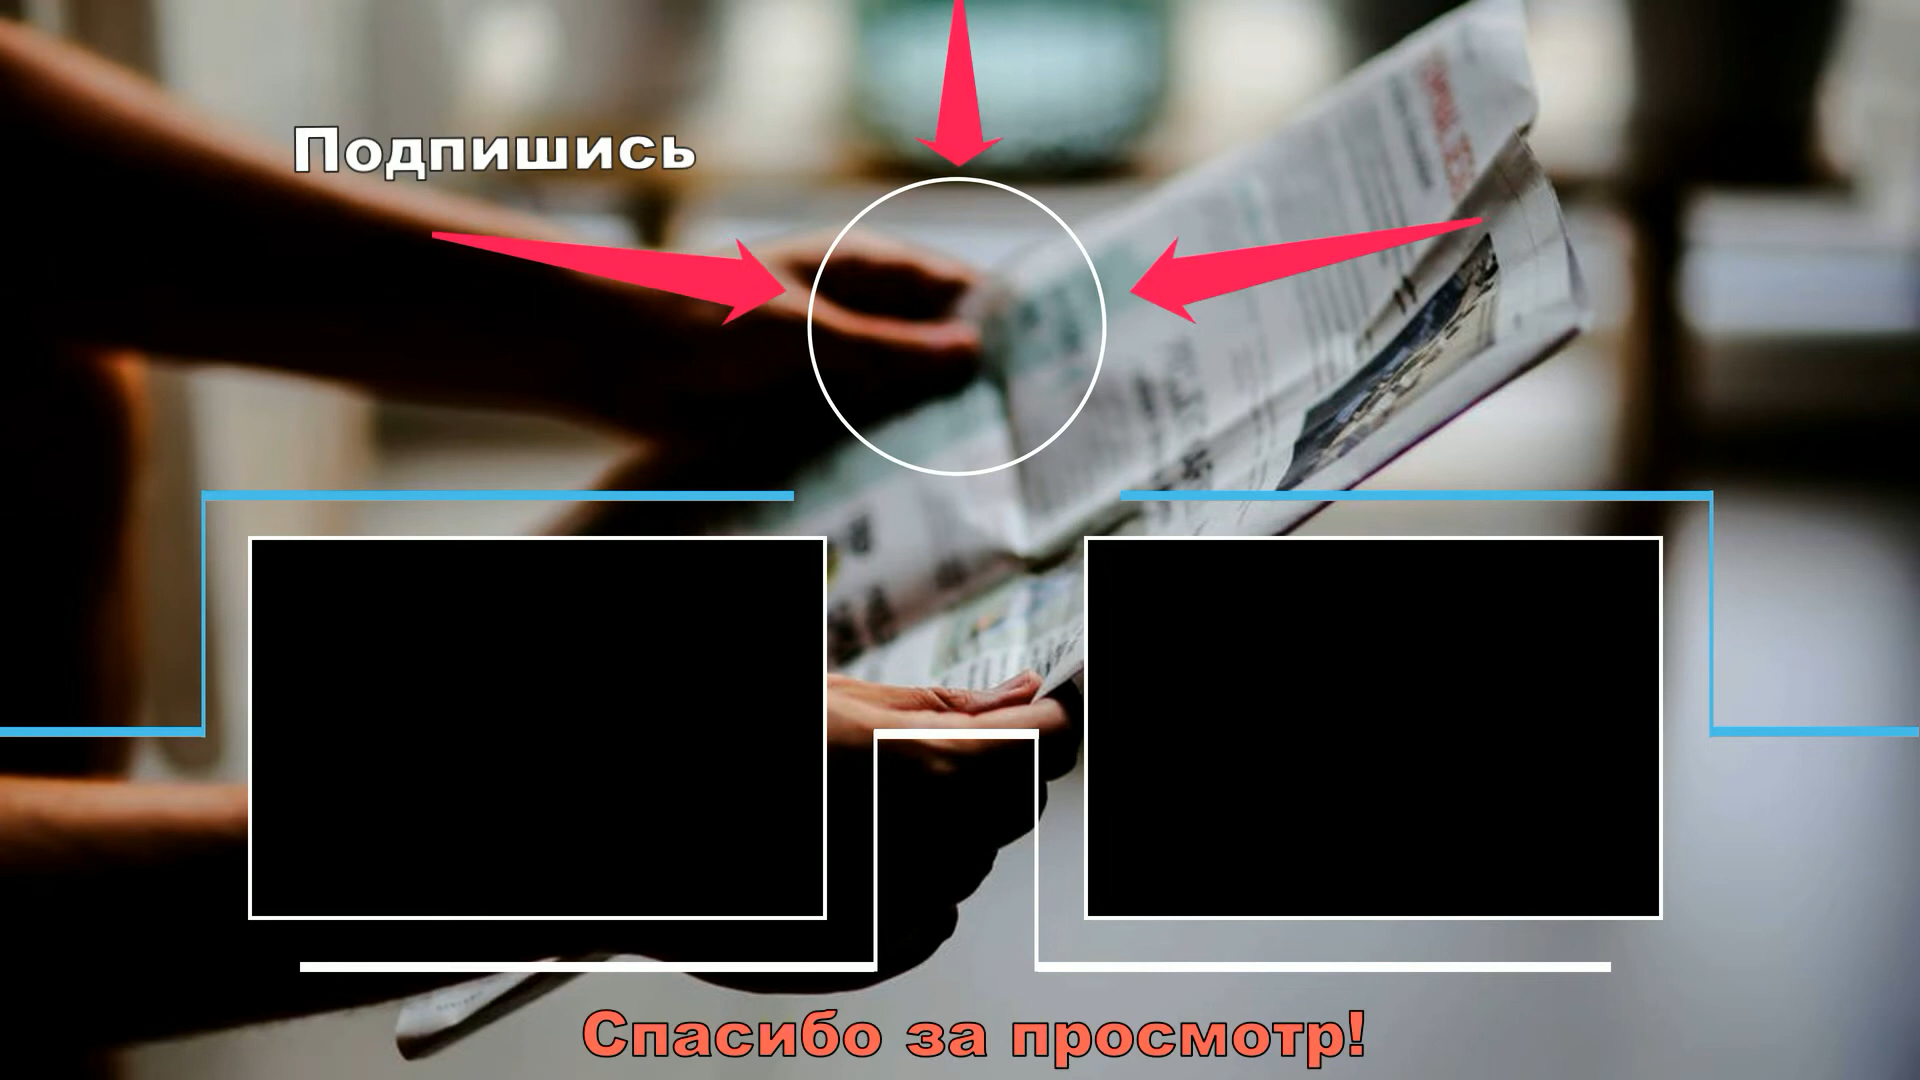 Подпишись
Спасибо за просмотр!